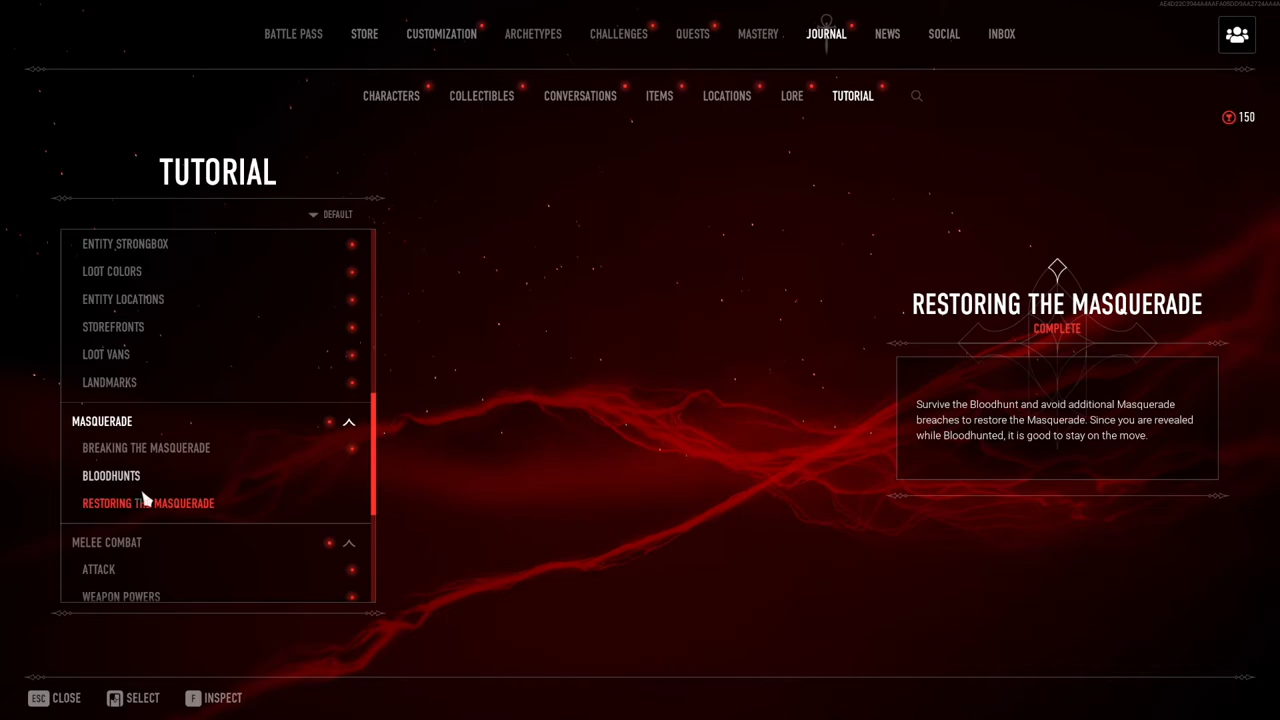 BATTLE PASS STORE CUSTOMIZATION ARCHETYPES CHALLENGES QUESTS MASTERY JOURNAL NEWS SOCIAL INBOX
CHARACTERS COLLECTIBLES CONVERSATIONS ITEMS LOCATIONS LORE TUTORIAL
150
TUTORIAL
DEFAULT
ENTITY STRONGBOX
LOOT COLORS
ENTITY LOCATIONS
STOREFRONTS
LOOT VANS
LANDMARKS
MASQUERADE
BREAKING THE MASQUERADE
BLOODHUNTS
RESTORING THE MASQUERADE
MELEE COMBAT
ATTACK
WEAPON POWERS
RESTORING THE MASQUERADE
COMPLETE
Survive the Bloodhunt and avoid additional Masquerade
breaches to restore the Masquerade. Since you are revealed
while Bloodhunted, it is good to stay on the move.
ESC CLOSE SELECT F INSPECT